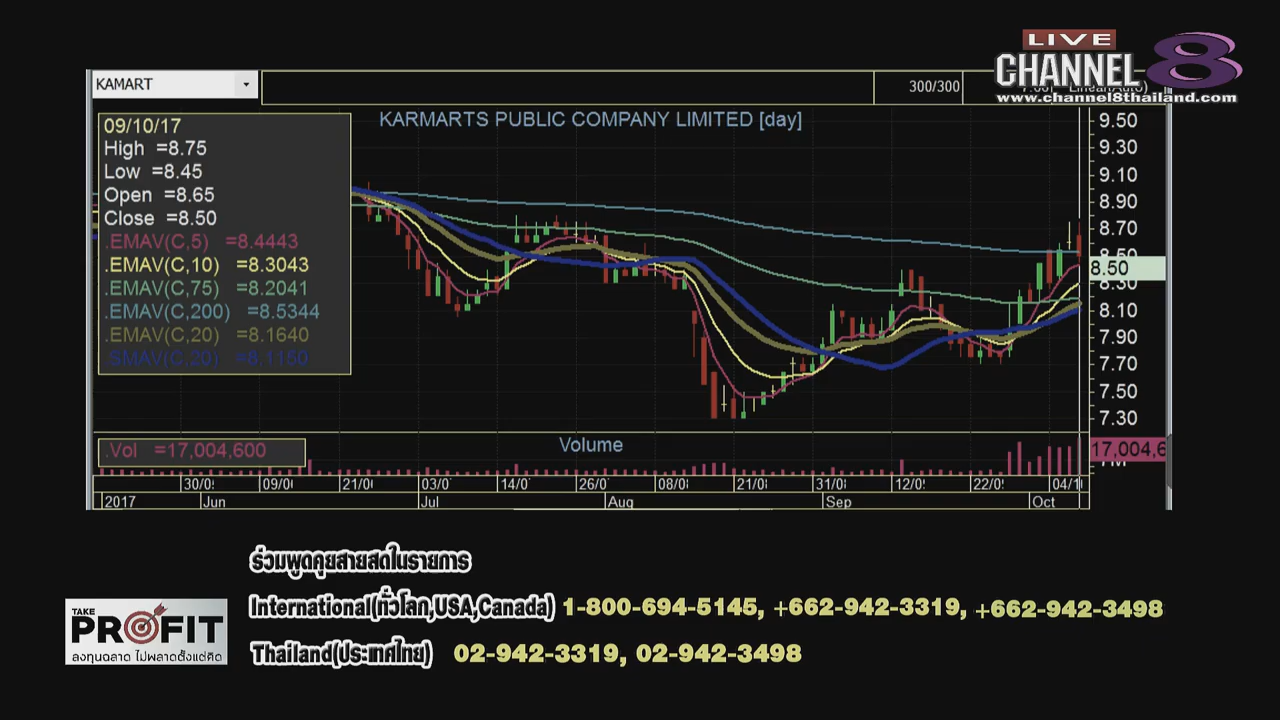 LIVE
CHANNEL 8
www.channel8thailand.com
KAMART
300/300
KARMARTS PUBLIC COMPANY LIMITED [day]
09/10/17
High =8.75
Low =8.45
Open =8.65
Close =8.50
.EMAV(C,5) =8.4443
.EMAV(C,10) =8.3043
.EMAV(C,75) =8.2041
.EMAV(C,200) =8.5344
.EMAV(C,20) =8.1640
.SMAV(C,20) =8.1150
9.50
9.30
9.10
8.90
8.70
8.50
8.50
8.30
8.10
7.90
7.70
7.50
7.30
Volume
.Vol =17,004,600
17,004,6
30/0 09/0 21/0 03/0 14/0 26/0 08/0 21/0 31/0 12/0 22/0 04/1
2017 Jun Jul Aug Sep Oct
ร่วมพูดคุยสายสดในรายการ
International(ทั่วโลก,USA,Canada) 1-800-694-5145, +662-942-3319, +662-942-3498
Thailand(ประเทศไทย) 02-942-3319, 02-942-3498
TAKE
PROFIT
ลงทุนฉลาด ไม่พลาดตั้งแต่คิด